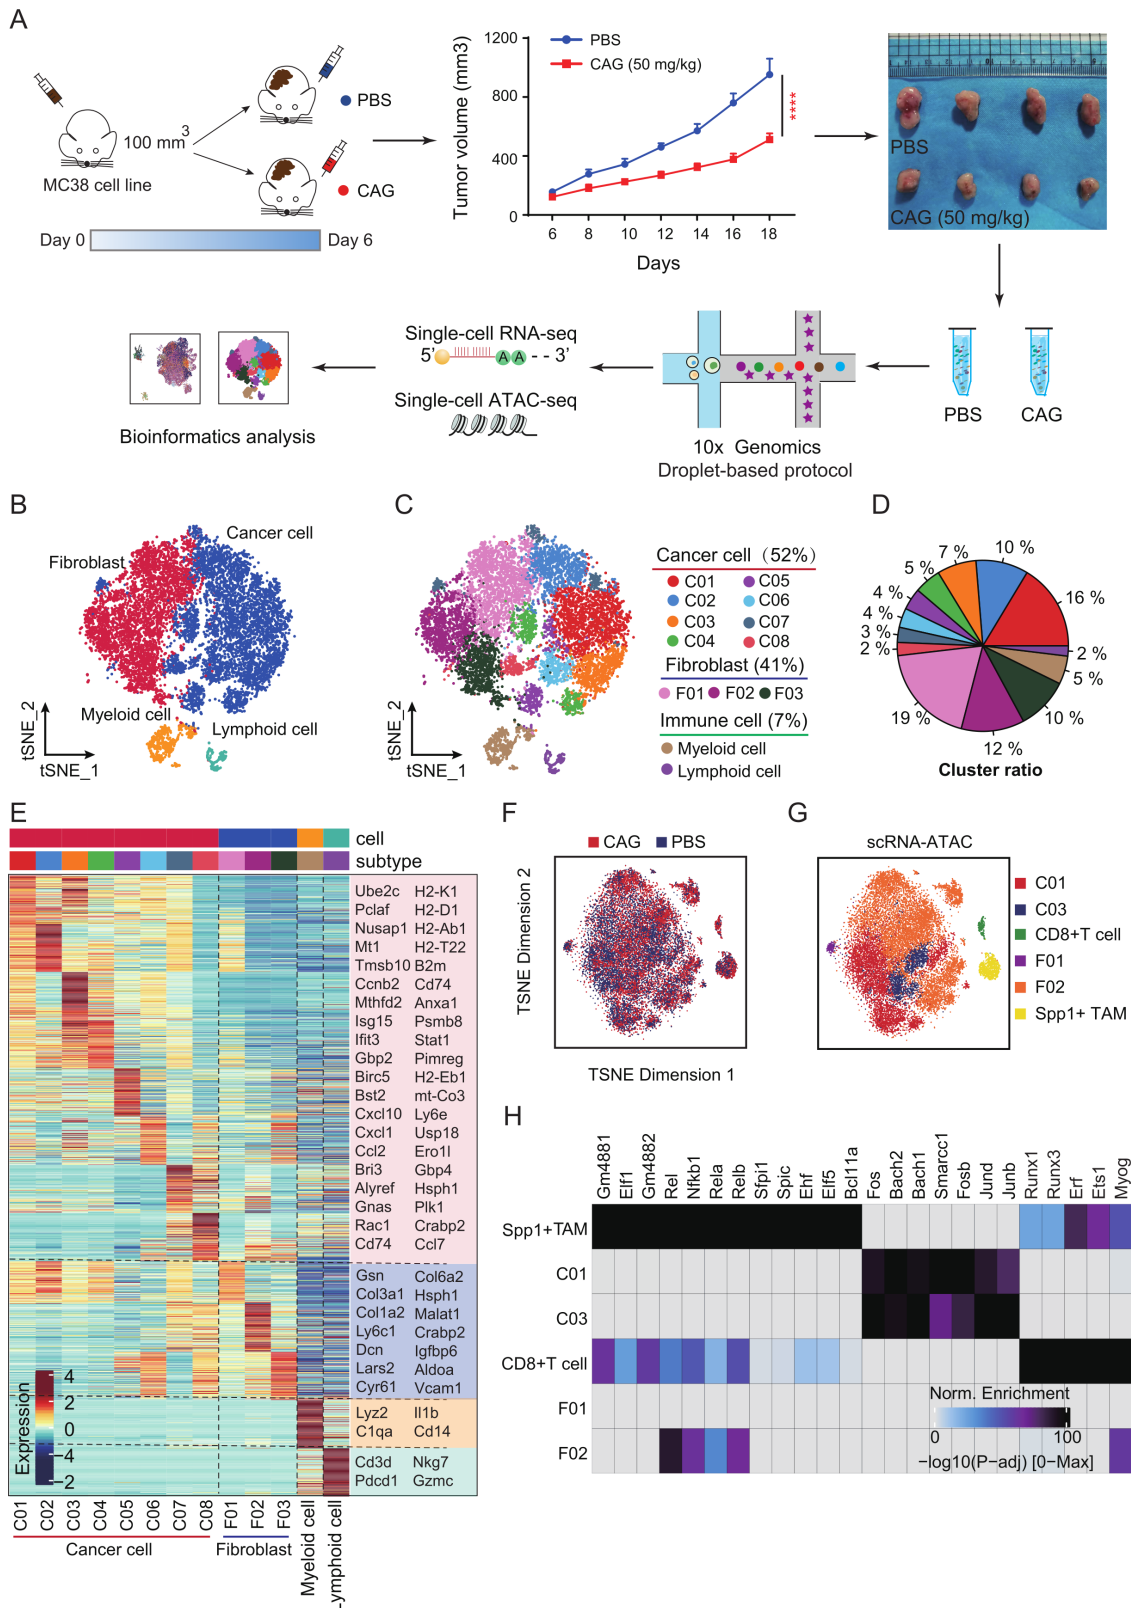 A
MC38 cell line
100 mm3
PBS
CAG
Day 0
Day 6
Tumor volume (mm3)
1200
800
400
0
PBS
CAG (50 mg/kg)
****
6 8 10 12 14 16 18
Days
PBS
CAG (50 mg/kg)
PBS CAG
10x Genomics
Droplet-based protocol
Single-cell RNA-seq
5' A A - - 3'
Single-cell ATAC-seq
Bioinformatics analysis
B
Cancer cell
Fibroblast
Myeloid cell
Lymphoid cell
tSNE_2
tSNE_1
C
tSNE_2
tSNE_1
Cancer cell (52%)
C01 C05
C02 C06
C03 C07
C04 C08
Fibroblast (41%)
F01 F02 F03
Immune cell (7%)
Myeloid cell
Lymphoid cell
D
10 %
16 %
2 %
5 %
10 %
12 %
19 %
2 %
3 %
4 %
4 %
5 %
7 %
Cluster ratio
E
cell
subtype
Ube2c H2-K1
Pclaf H2-D1
Nusap1 H2-Ab1
Mt1 H2-T22
Tmsb10 B2m
Ccnb2 Cd74
Mthfd2 Anxa1
Isg15 Psmb8
Ifit3 Stat1
Gbp2 Pimreg
Birc5 H2-Eb1
Bst2 mt-Co3
Cxcl10 Ly6e
Cxcl1 Usp18
Ccl2 Ero1l
Bri3 Gbp4
Alyref Hsph1
Gnas Plk1
Rac1 Crabp2
Cd74 Ccl7
Gsn Col6a2
Col3a1 Hsph1
Col1a2 Malat1
Ly6c1 Crabp2
Dcn Igfbp6
Lars2 Aldoa
Cyr61 Vcam1
Lyz2 Il1b
C1qa Cd14
Cd3d Nkg7
Pdcd1 Gzmc
Expression
4
2
0
-4
-2
C01 C02 C03 C04 C05 C06 C07 C08 F01 F02 F03 Myeloid cell Lymphoid cell
Cancer cell
Fibroblast
F
CAG PBS
TSNE Dimension 2
TSNE Dimension 1
G
scRNA-ATAC
C01
C03
CD8+T cell
F01
F02
Spp1+ TAM
H
Gm4881 Elf1 Gm4882 Rel Nfkb1 Rela Relb Sfpi1 Spic Ehf Elf5 Bcl11a Fos Bach2 Bach1 Smarcc1 Fosb Jund Junb Runx1 Runx3 Erf Ets1 Myog
Spp1+TAM
C01
C03
CD8+T cell
F01
F02
Norm. Enrichment
0 100
−log10(P-adj) [0−Max]